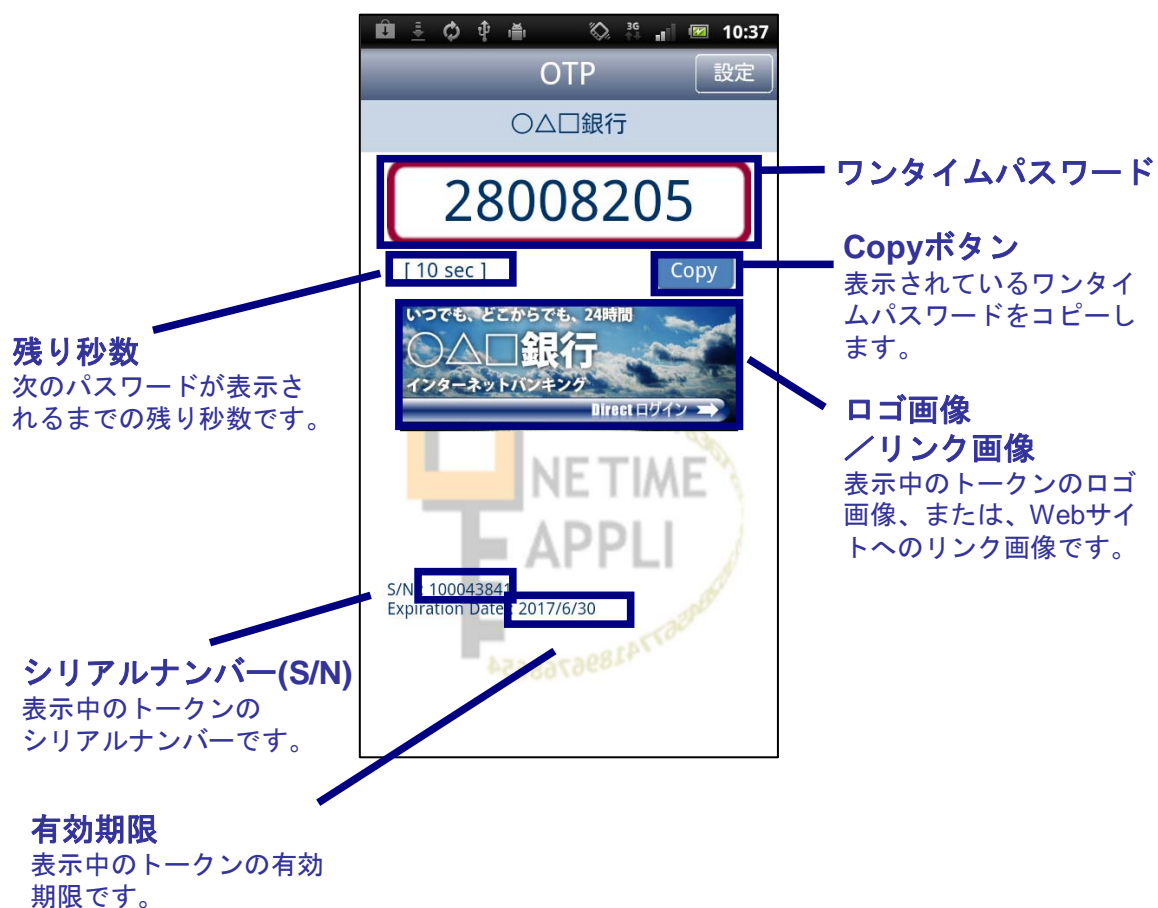 3G 10:37
OTP 設定
○△□銀行
28008205
ワンタイムパスワード
[ 10 sec ] Copy
Copyボタン
表示されているワンタイ
ムパスワードをコピーし
ます。
いつでも、どこからでも、24時間
○△□銀行
インターネットバンキング
Direct ログイン
残り秒数
次のパスワードが表示さ
れるまでの残り秒数です。
ロゴ画像
／リンク画像
表示中のトークンのロゴ
画像、または、Webサイ
トへのリンク画像です。
NE TIME
APPLI
S/N : 100043841
Expiration Date : 2017/6/30
シリアルナンバー(S/N)
表示中のトークンの
シリアルナンバーです。
有効期限
表示中のトークンの有効
期限です。